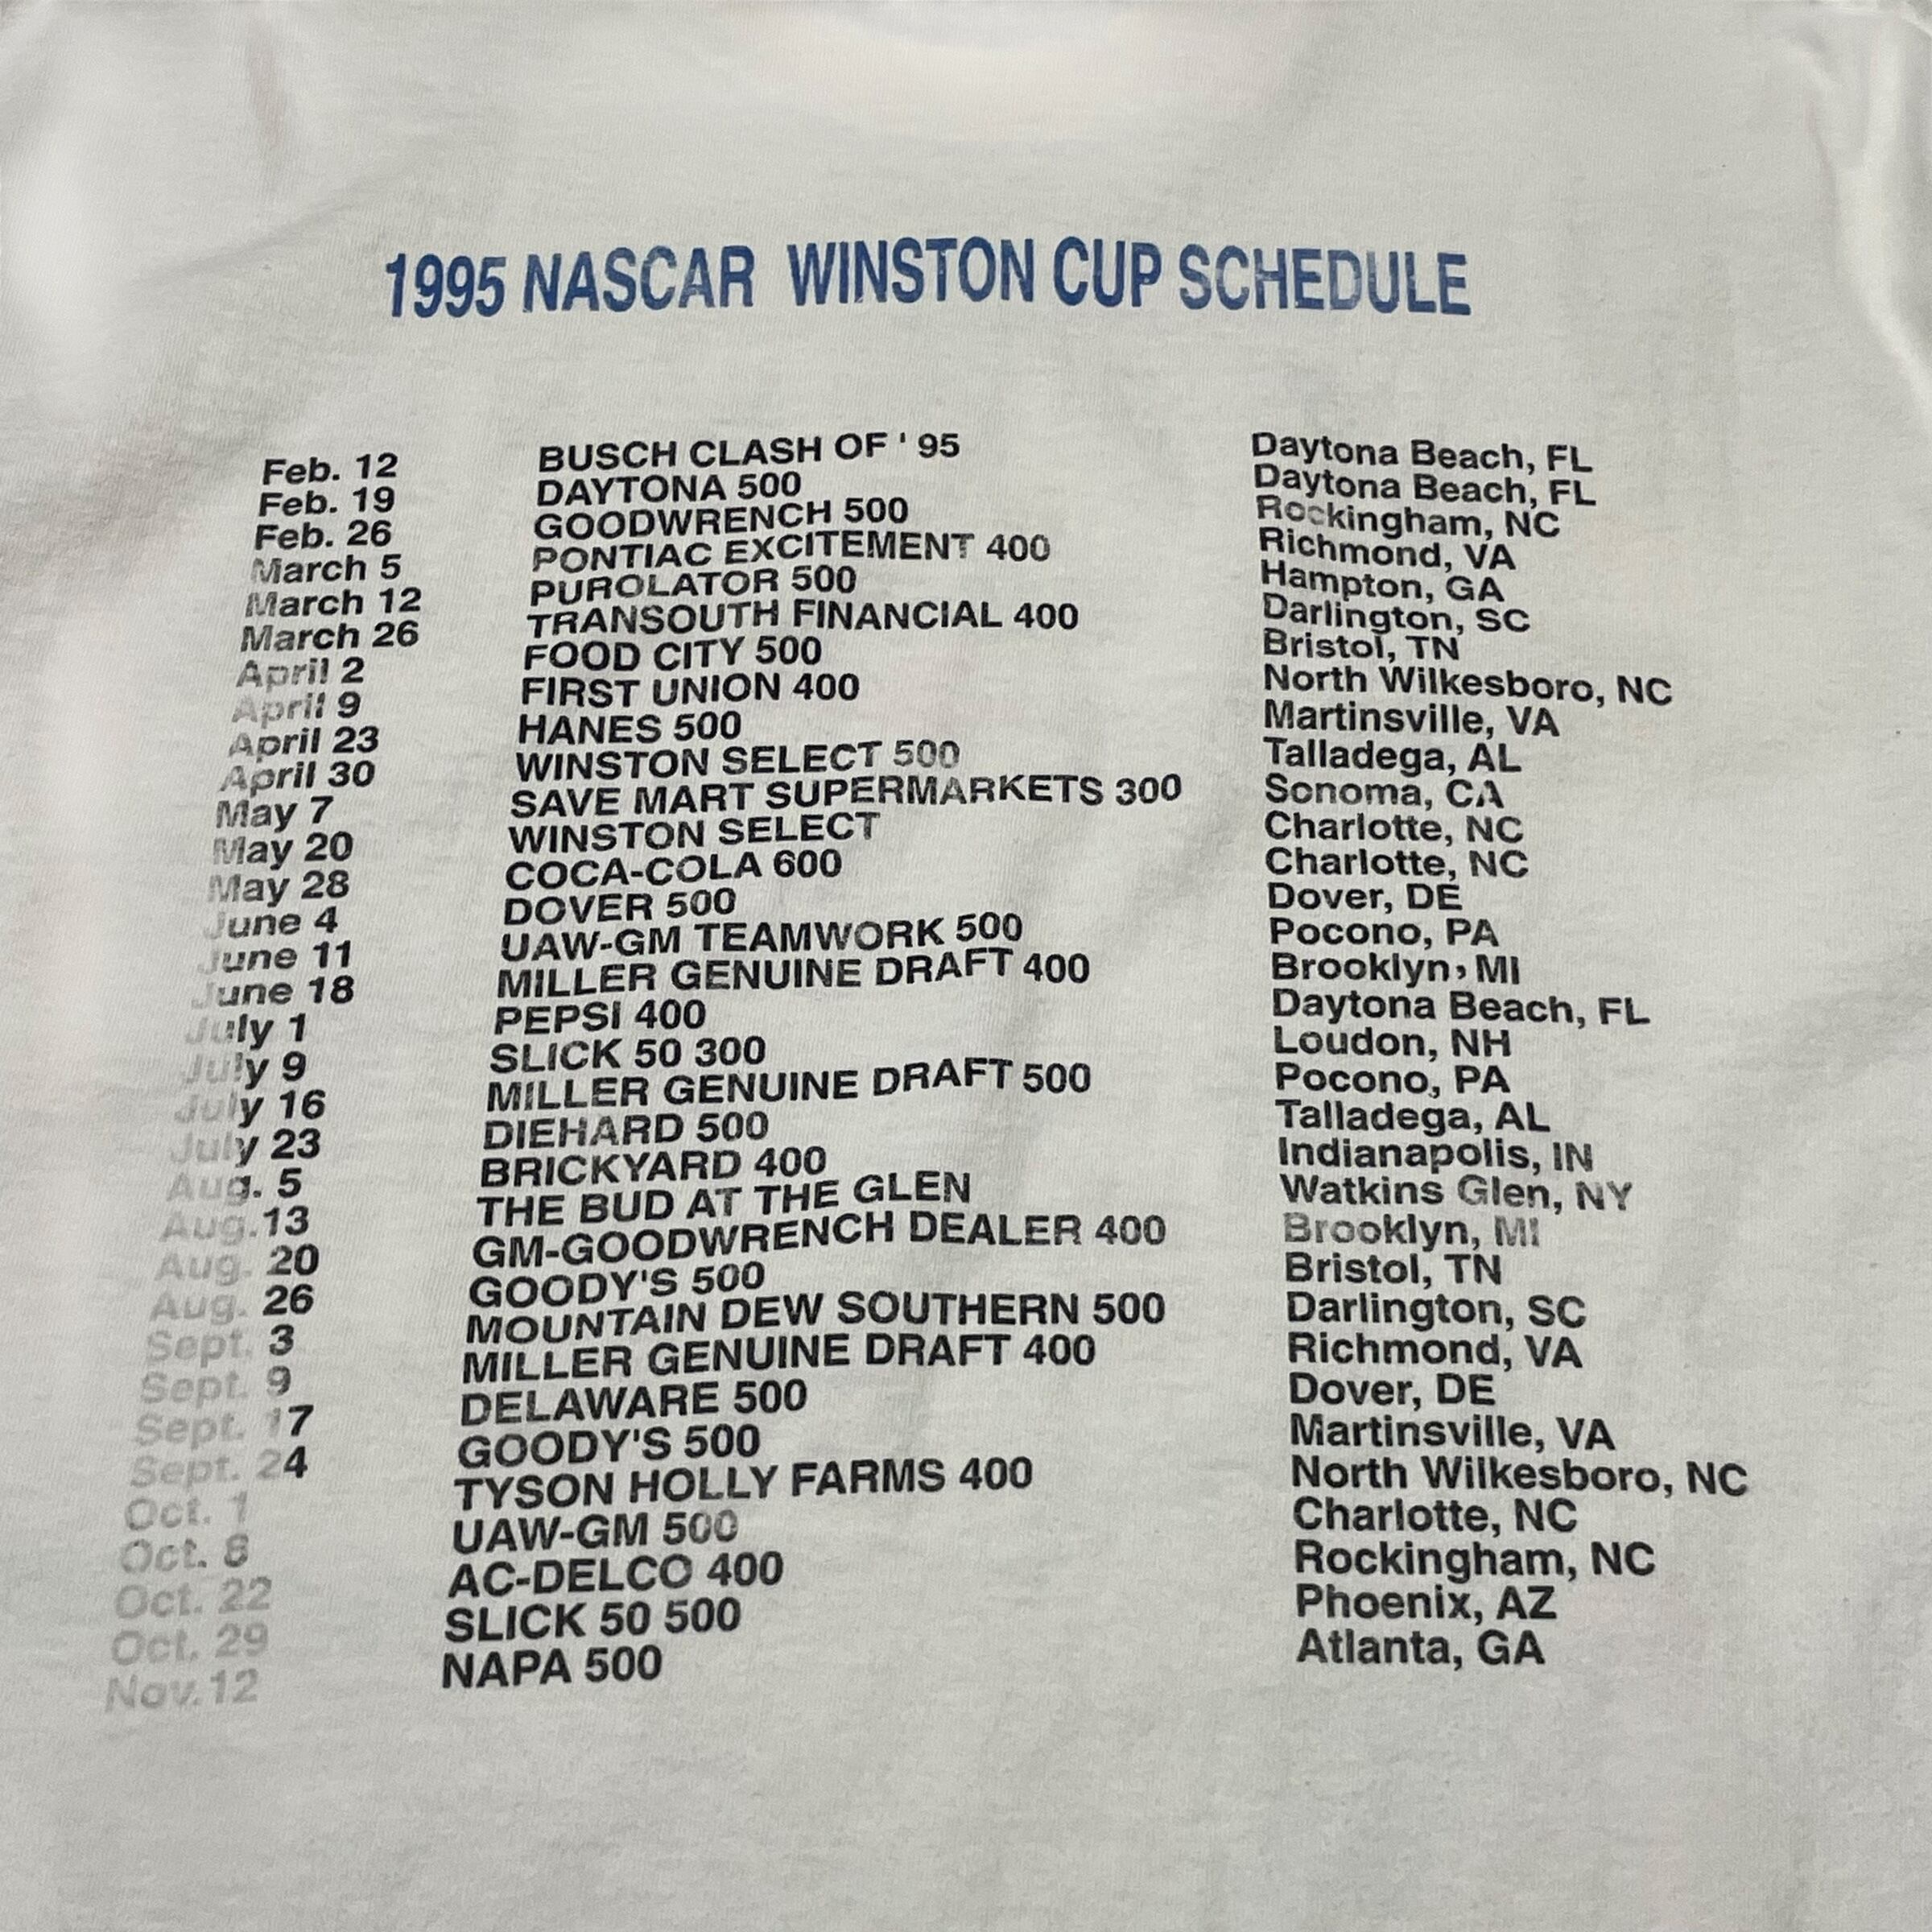 1995 NASCAR WINSTON CUP SCHEDULE
Feb. 12 BUSCH CLASH OF ' 95 Daytona Beach, FL
Feb. 19 DAYTONA 500 Daytona Beach, FL
Feb. 26 GOODWRENCH 500 Rockingham, NC
March 5 PONTIAC EXCITEMENT 400 Richmond, VA
March 12 PUROLATOR 500 Hampton, GA
March 26 TRANSOUTH FINANCIAL 400 Darlington, SC
April 2 FOOD CITY 500 Bristol, TN
April 9 FIRST UNION 400 North Wilkesboro, NC
April 23 HANES 500 Martinsville, VA
April 30 WINSTON SELECT 500 Talladega, AL
May 7 SAVE MART SUPERMARKETS 300 Sonoma, CA
May 20 WINSTON SELECT Charlotte, NC
May 28 COCA-COLA 600 Charlotte, NC
June 4 DOVER 500 Dover, DE
June 11 UAW-GM TEAMWORK 500 Pocono, PA
June 18 MILLER GENUINE DRAFT 400 Brooklyn, MI
July 1 PEPSI 400 Daytona Beach, FL
July 9 SLICK 50 300 Loudon, NH
July 16 MILLER GENUINE DRAFT 500 Pocono, PA
July 23 DIEHARD 500 Talladega, AL
Aug. 5 BRICKYARD 400 Indianapolis, IN
Aug.13 THE BUD AT THE GLEN Watkins Glen, NY
Aug. 20 GM-GOODWRENCH DEALER 400 Brooklyn, MI
Aug. 26 GOODY'S 500 Bristol, TN
Sept. 3 MOUNTAIN DEW SOUTHERN 500 Darlington, SC
Sept. 9 MILLER GENUINE DRAFT 400 Richmond, VA
Sept. 17 DELAWARE 500 Dover, DE
Sept. 24 GOODY'S 500 Martinsville, VA
Oct. 1 TYSON HOLLY FARMS 400 North Wilkesboro, NC
Oct. 8 UAW-GM 500 Charlotte, NC
Oct. 22 AC-DELCO 400 Rockingham, NC
Oct. 29 SLICK 50 500 Phoenix, AZ
Nov.12 NAPA 500 Atlanta, GA